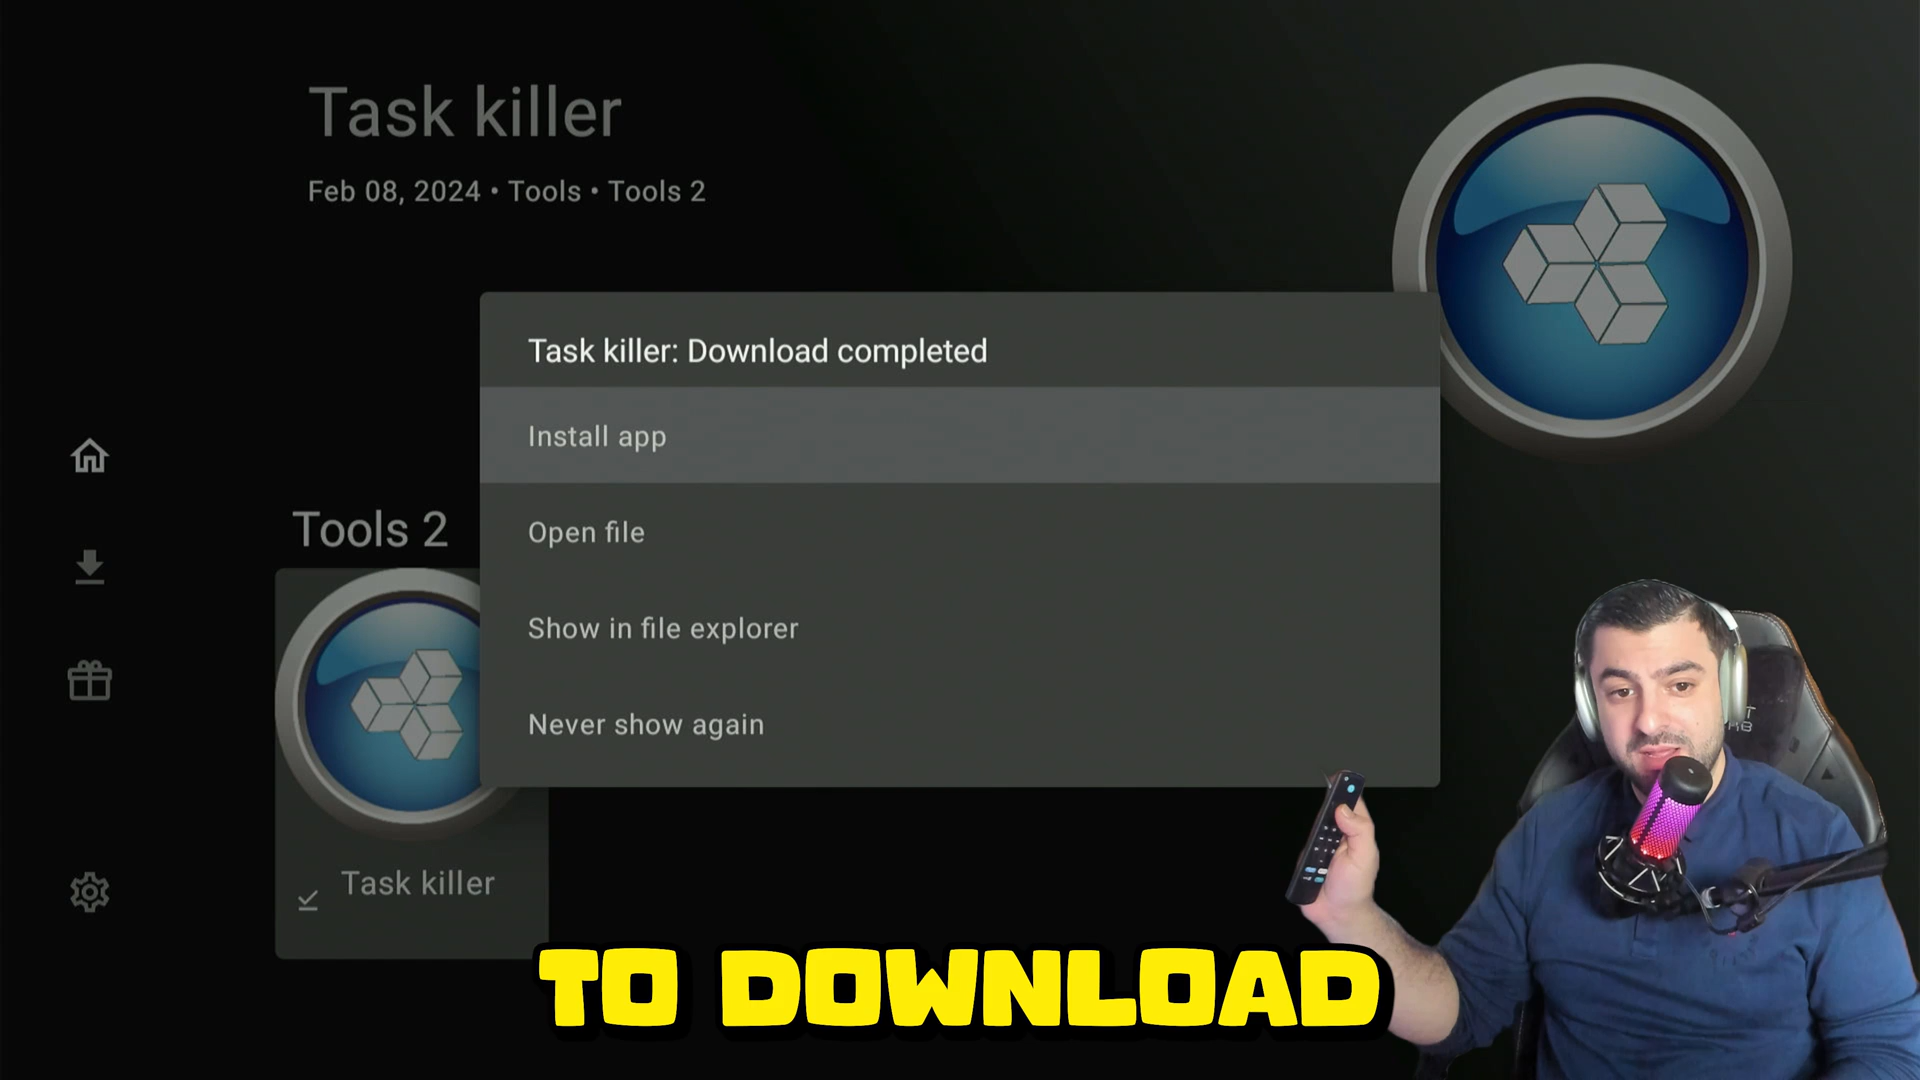 Task killer
Feb 08, 2024 • Tools • Tools 2
Task killer: Download completed
Install app
Open file
Show in file explorer
Never show again
Tools 2
Task killer
TO DOWNLOAD